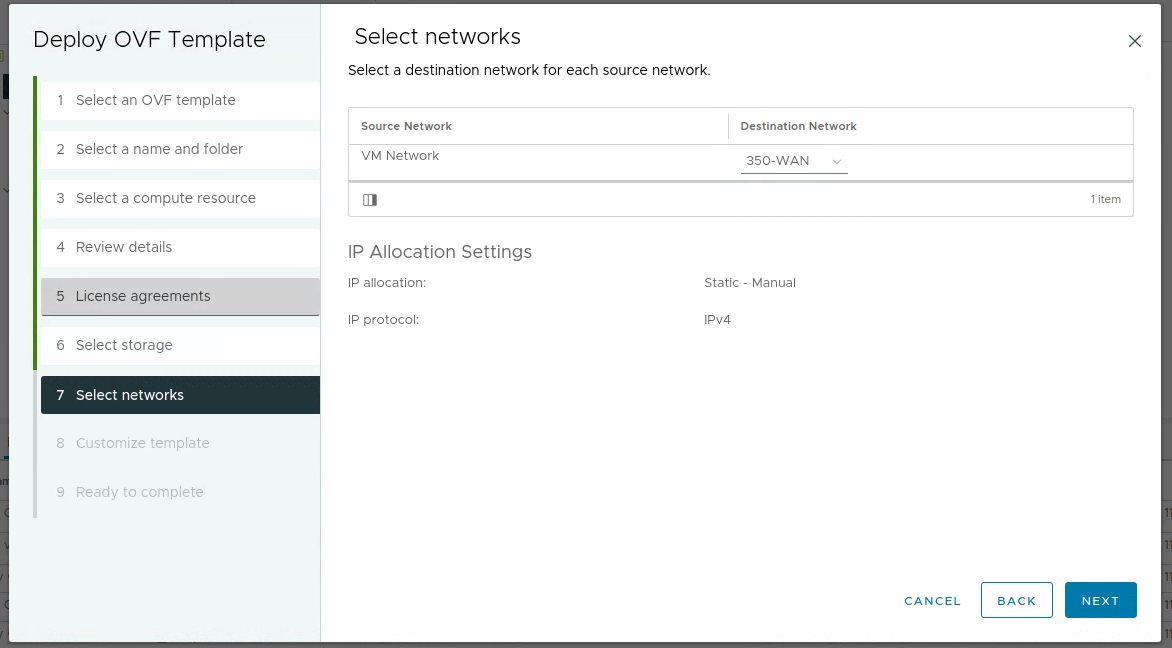 Deploy OVF Template
1 Select an OVF template
2 Select a name and folder
3 Select a compute resource
4 Review details
5 License agreements
6 Select storage
7 Select networks
8 Customize template
9 Ready to complete
Select networks
Select a destination network for each source network.
Source Network Destination Network
VM Network 350-WAN
1 item
IP Allocation Settings
IP allocation: Static - Manual
IP protocol: IPv4
CANCEL BACK NEXT